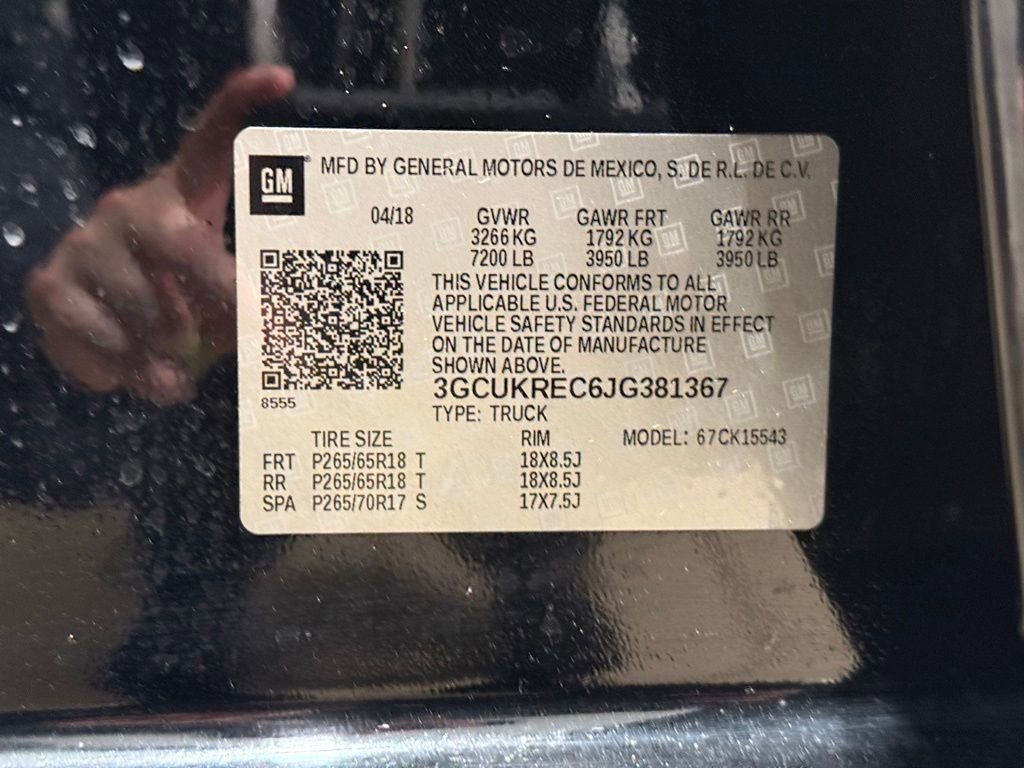 GM
MFD BY GENERAL MOTORS DE MEXICO, S. DE R.L. DE C.V.
04/18 GVWR GAWR FRT GAWR RR
3266 KG 1792 KG 1792 KG
7200 LB 3950 LB 3950 LB
THIS VEHICLE CONFORMS TO ALL
APPLICABLE U.S. FEDERAL MOTOR
VEHICLE SAFETY STANDARDS IN EFFECT
ON THE DATE OF MANUFACTURE
SHOWN ABOVE.
3GCUKREC6JG381367
8555
TYPE: TRUCK
TIRE SIZE RIM MODEL: 67CK15543
FRT P265/65R18 T 18X8.5J
RR P265/65R18 T 18X8.5J
SPA P265/70R17 S 17X7.5J